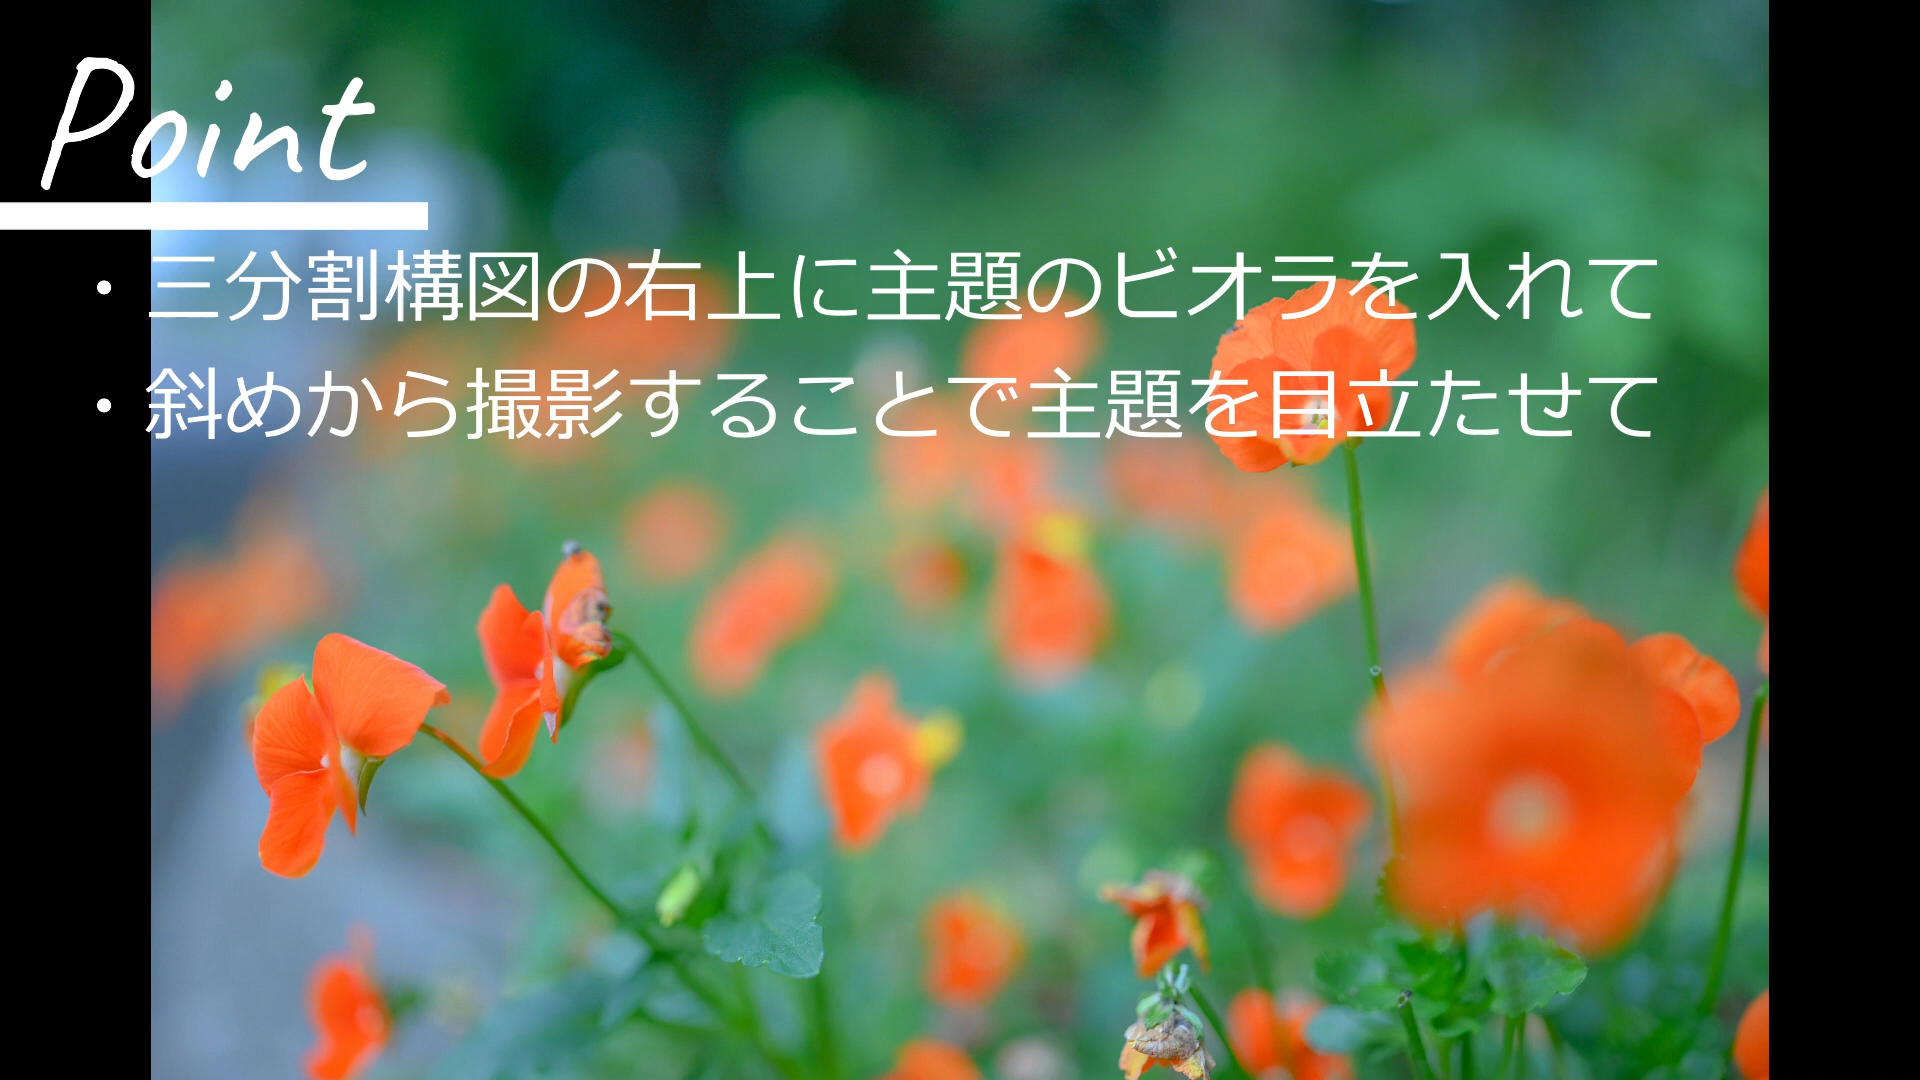 Point
・三分割構図の右上に主題のビオラを入れて
・斜めから撮影することで主題を目立たせて